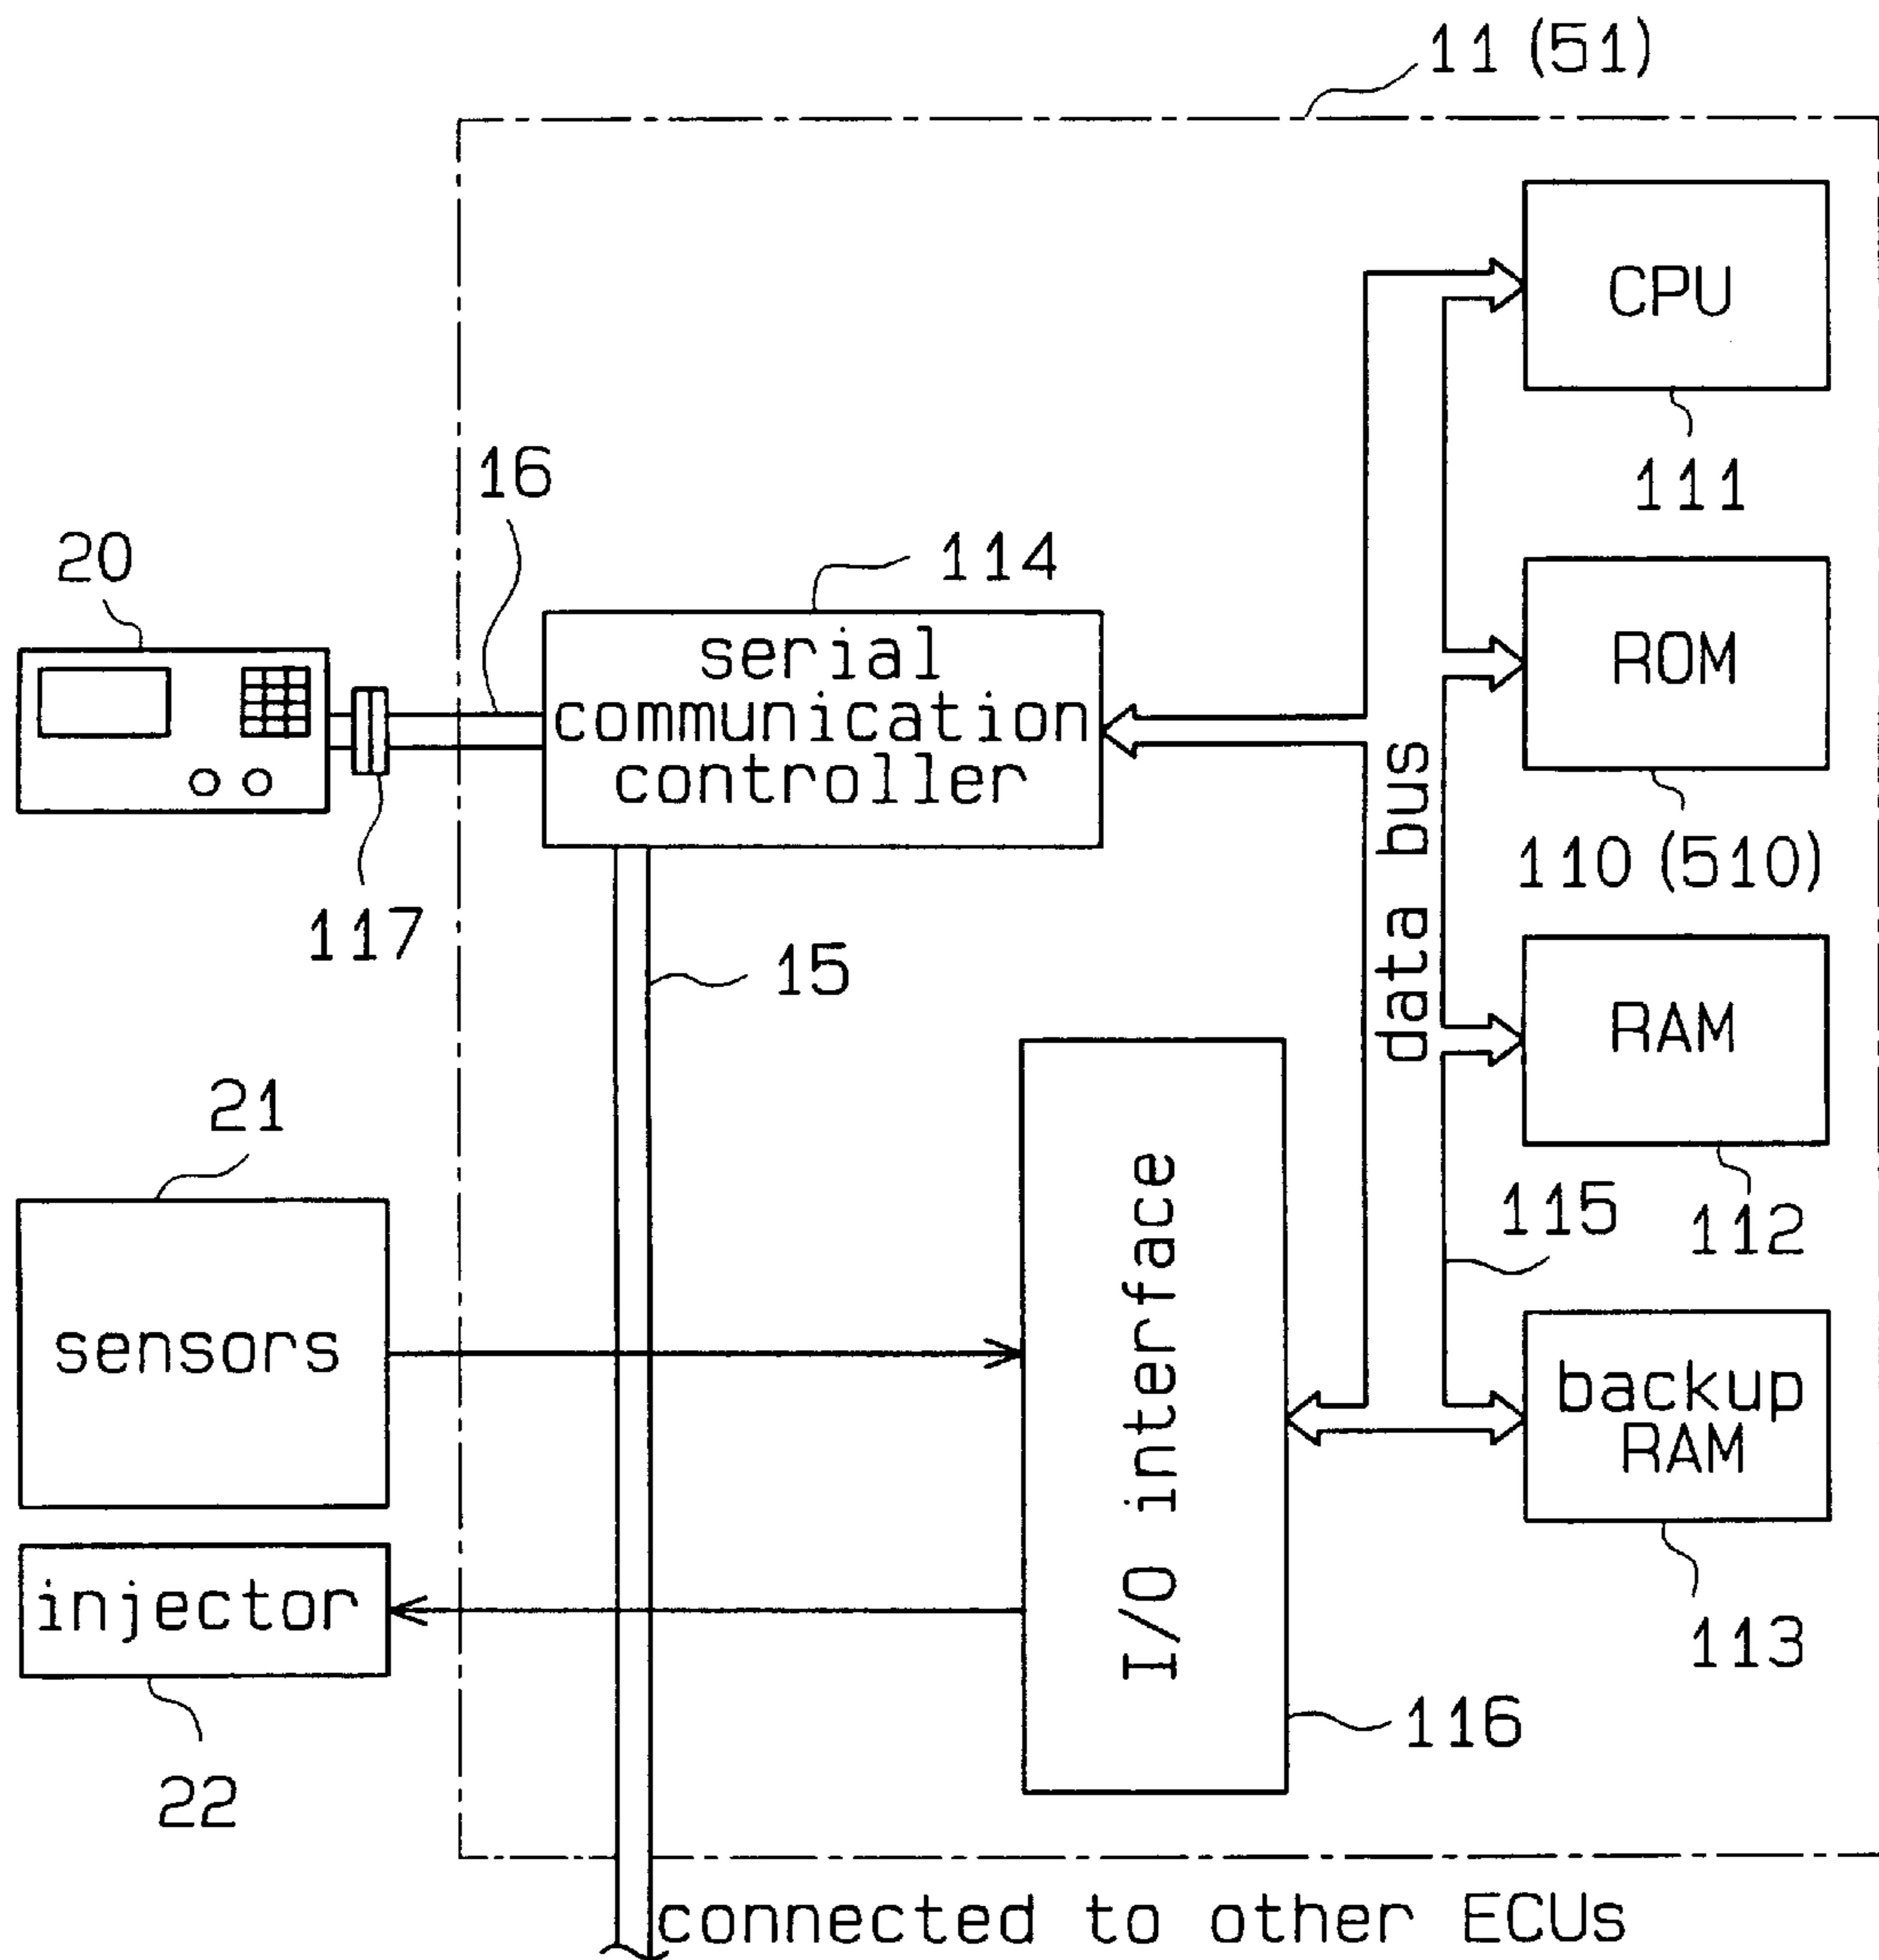 11 (51)
CPU
111
16
20
114
serial
communication
controller
ROM
110 (510)
117
data bus
15
RAM
112
21
115
sensors
I/O interface
backup
RAM
injector
113
116
22
connected to other ECUs